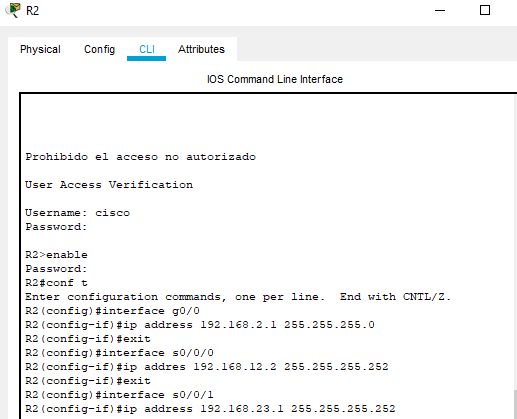 R2
Physical Config CLI Attributes
IOS Command Line Interface
Prohibido el acceso no autorizado
User Access Verification
Username: cisco
Password:
R2>enable
Password:
R2#conf t
Enter configuration commands, one per line.  End with CNTL/Z.
R2(config)#interface g0/0
R2(config-if)#ip address 192.168.2.1 255.255.255.0
R2(config-if)#exit
R2(config)#interface s0/0/0
R2(config-if)#ip addres 192.168.12.2 255.255.255.252
R2(config-if)#exit
R2(config)#interface s0/0/1
R2(config-if)#ip address 192.168.23.1 255.255.255.252